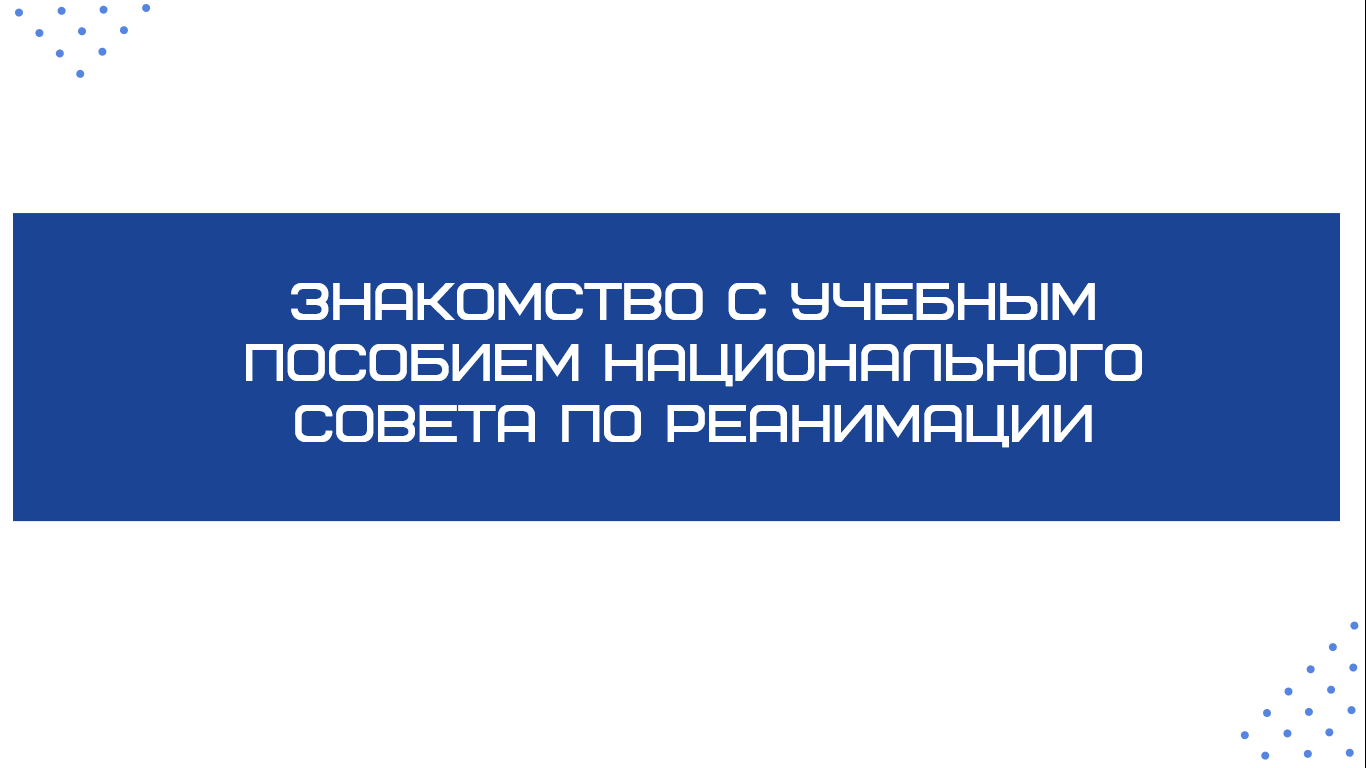 ЗНАКОМСТВО С УЧЕБНЫМ
ПОСОБИЕМ НАЦИОНАЛЬНОГО
СОВЕТА ПО РЕАНИМАЦИИ